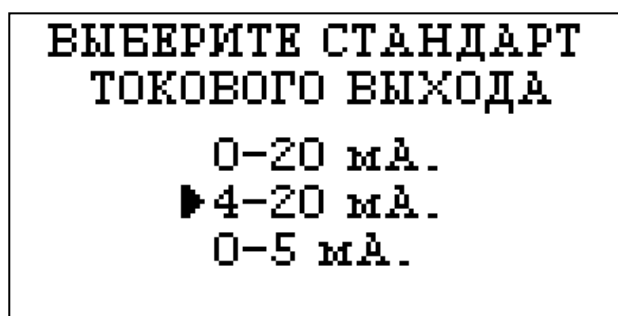 ВЫБЕРИТЕ СТАНДАРТ
ТОКОВОГО ВЫХОДА
0-20 мА.
▶4-20 мА.
0-5 мА.